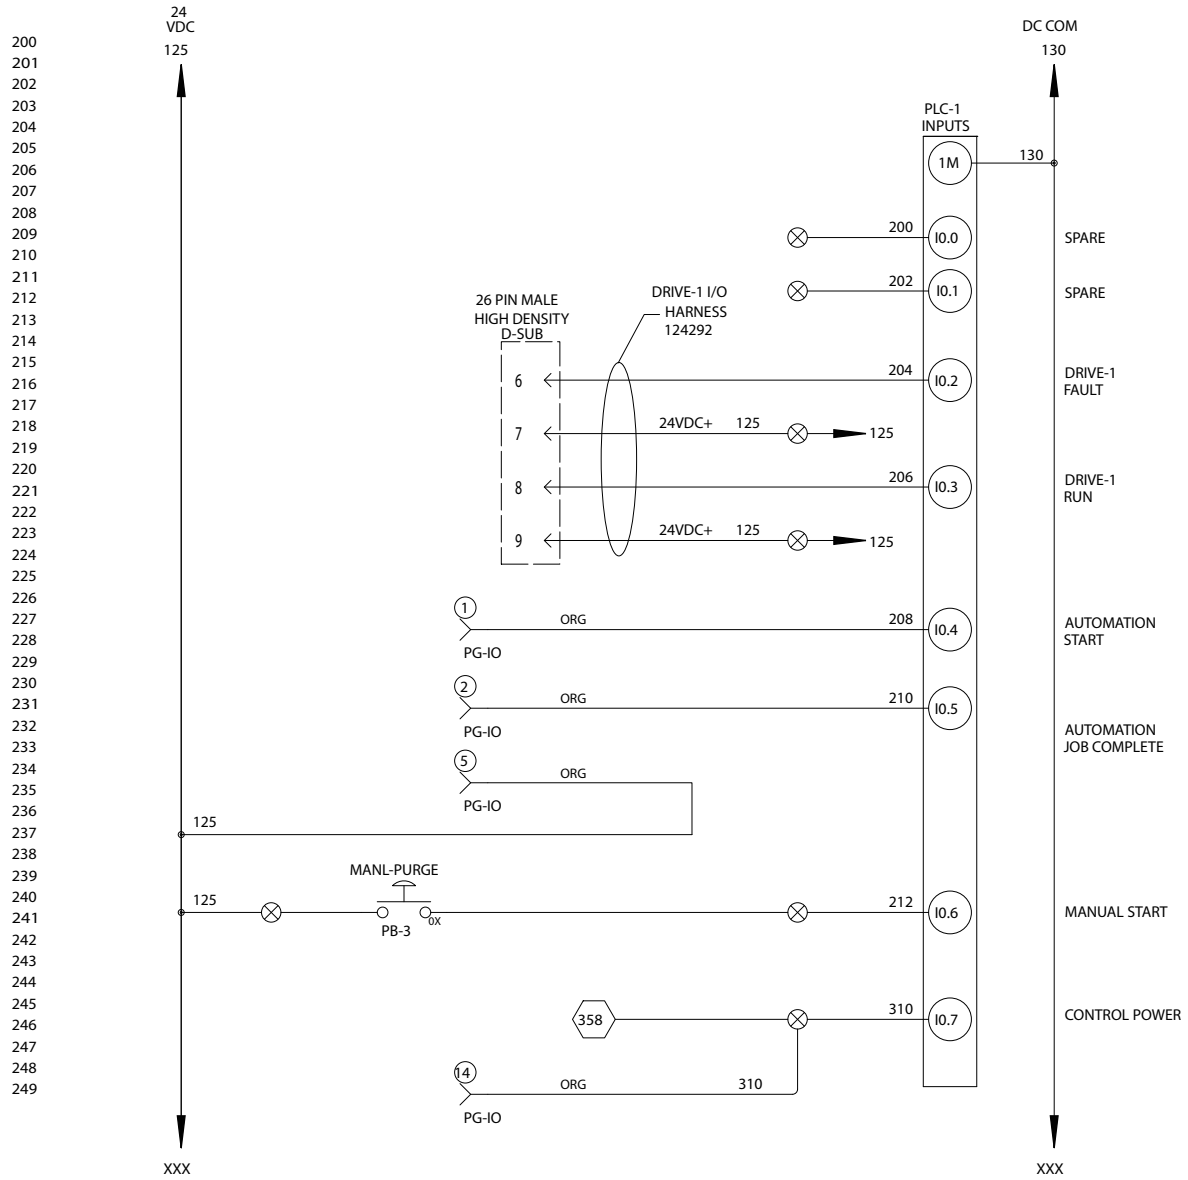 24
VDC
125
DC COM
130
200
201
202
203
204
205
206
207
208
209
210
211
212
213
214
215
216
217
218
219
220
221
222
223
224
225
226
227
228
229
230
231
232
233
234
235
236
237
238
239
240
241
242
243
244
245
246
247
248
249
PLC-1
INPUTS
1M
130
200
I0.0
SPARE
202
I0.1
SPARE
26 PIN MALE
HIGH DENSITY
D-SUB
DRIVE-1 I/O
HARNESS
124292
6
204
I0.2
DRIVE-1
FAULT
7
24VDC+ 125
125
8
206
I0.3
DRIVE-1
RUN
9
24VDC+ 125
125
1
ORG
208
I0.4
AUTOMATION
START
PG-IO
2
ORG
210
I0.5
PG-IO
AUTOMATION
JOB COMPLETE
5
ORG
PG-IO
125
MANL-PURGE
125
PB-3
0X
212
I0.6
MANUAL START
358
310
I0.7
CONTROL POWER
14
ORG
310
PG-IO
XXX
XXX